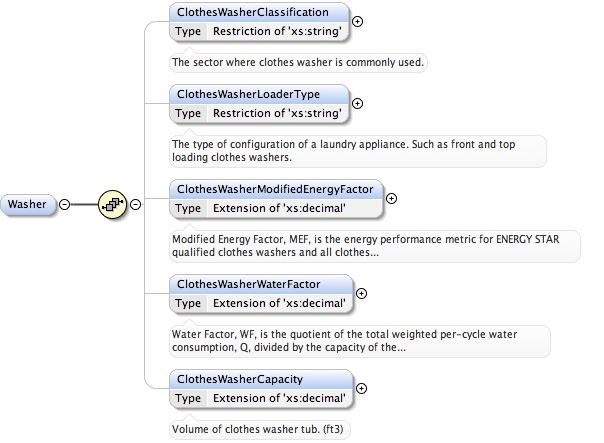 ClothesWasherClassification
Type Restriction of 'xs:string'
The sector where clothes washer is commonly used.
ClothesWasherLoaderType
Type Restriction of 'xs:string'
The type of configuration of a laundry appliance. Such as front and top
loading clothes washers.
Washer
ClothesWasherModifiedEnergyFactor
Type Extension of 'xs:decimal'
Modified Energy Factor, MEF, is the energy performance metric for ENERGY STAR
qualified clothes washers and all clothes...
ClothesWasherWaterFactor
Type Extension of 'xs:decimal'
Water Factor, WF, is the quotient of the total weighted per-cycle water
consumption, Q, divided by the capacity of the...
ClothesWasherCapacity
Type Extension of 'xs:decimal'
Volume of clothes washer tub. (ft3)